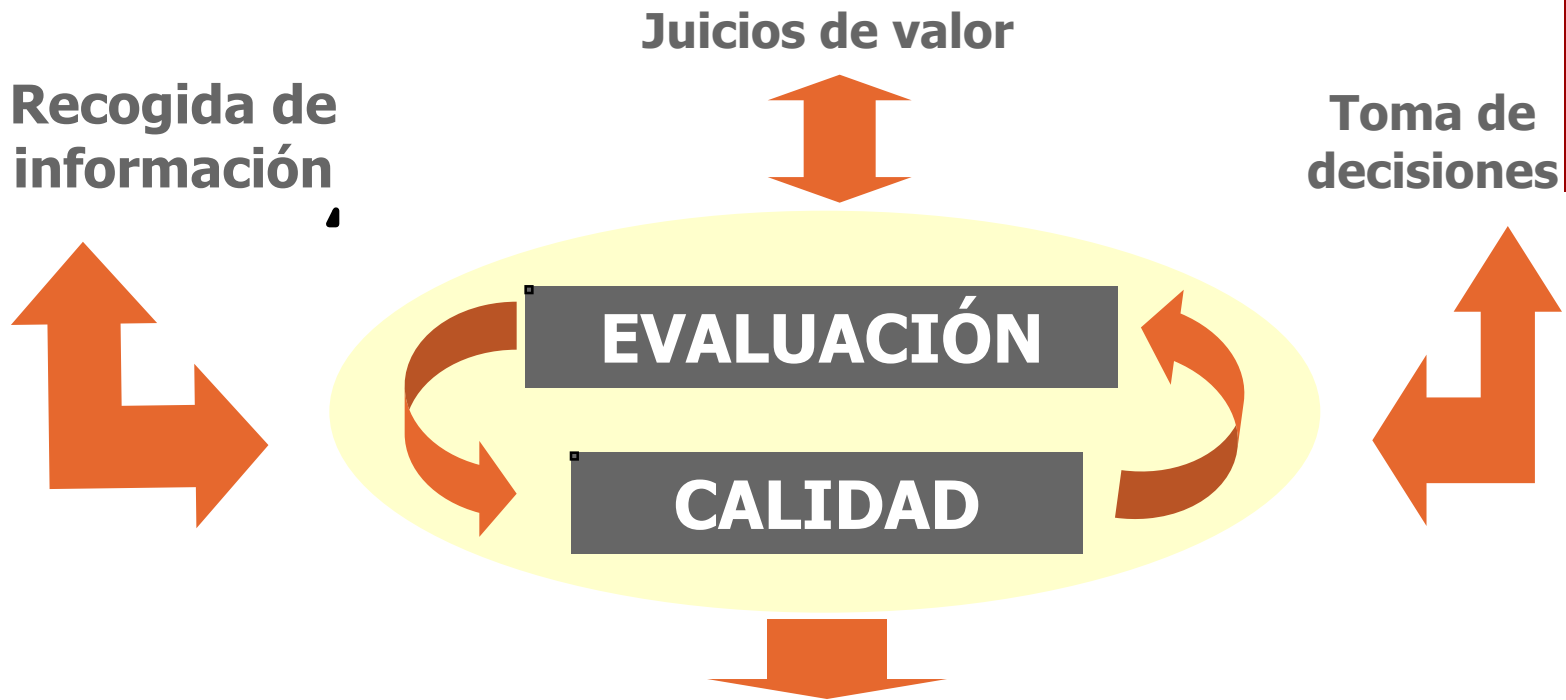 Juicios de valor
Recogida de
información
Toma de
decisiones
EVALUACIÓN
CALIDAD